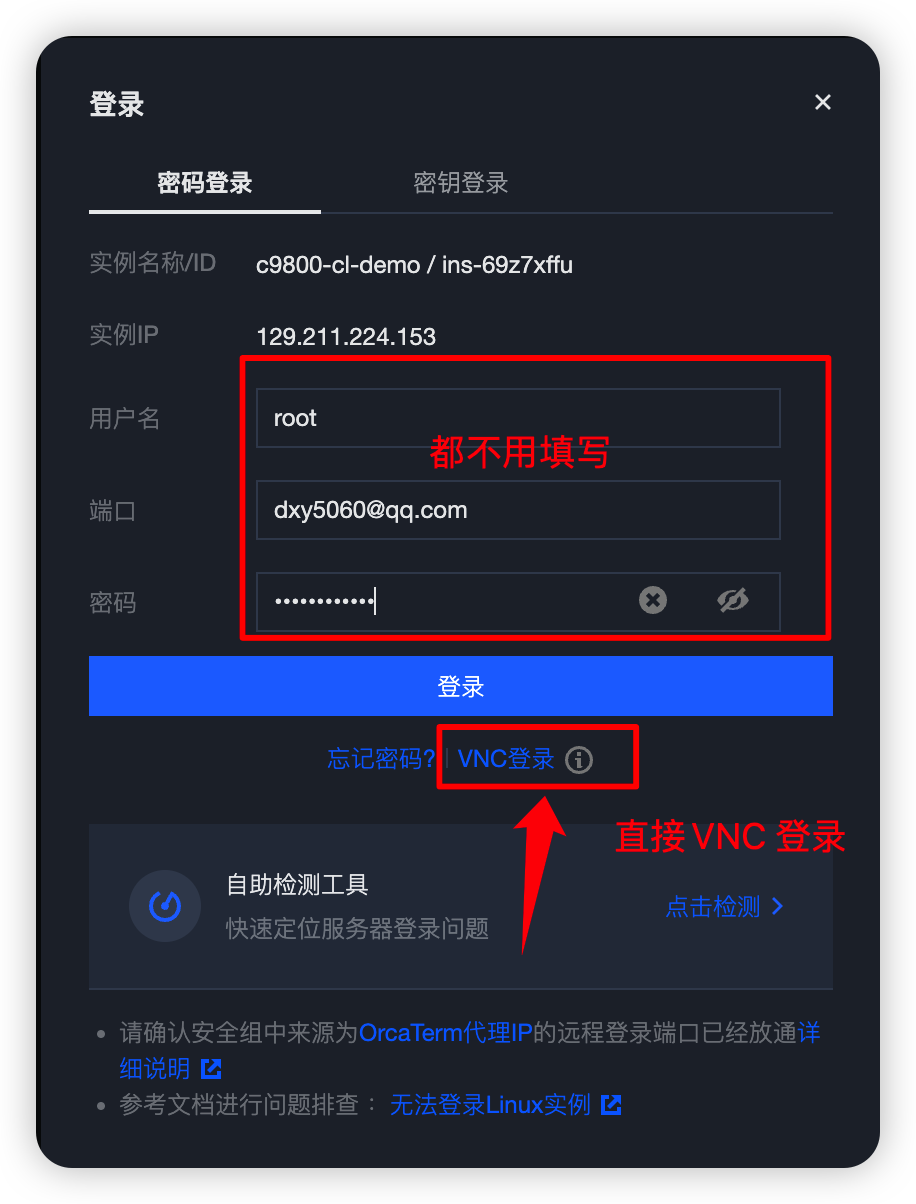 登录
密码登录 密钥登录
实例名称/ID c9800-cl-demo / ins-69z7xffu
实例IP 129.211.224.153
用户名 root
都不用填写
端口 dxy5060@qq.com
密码 ••••••••••••
登录
忘记密码? VNC登录
直接 VNC 登录
自助检测工具
快速定位服务器登录问题
点击检测
请确认安全组中来源为OrcaTerm代理IP的远程登录端口已经放通详
细说明
参考文档进行问题排查： 无法登录Linux实例